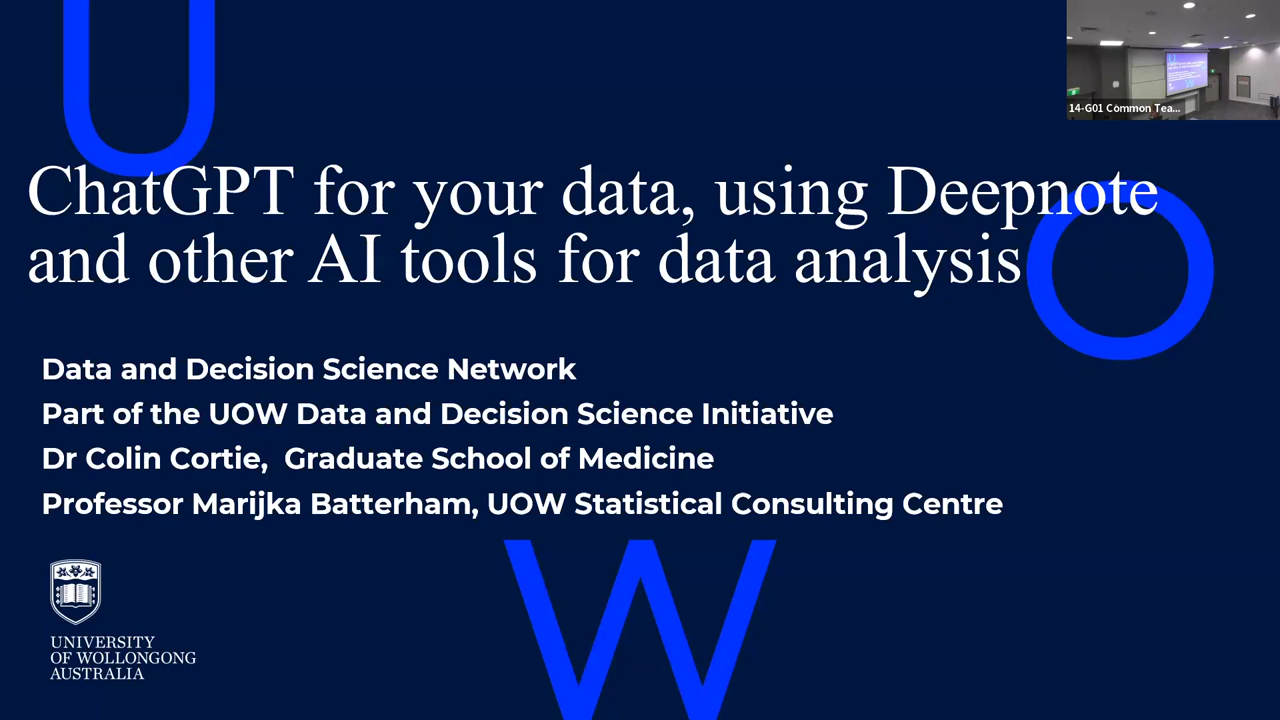 U
14-G01 Common Tea...
ChatGPT for your data, using Deepnote
and other AI tools for data analysis
O
Data and Decision Science Network
Part of the UOW Data and Decision Science Initiative
Dr Colin Cortie, Graduate School of Medicine
Professor Marijka Batterham, UOW Statistical Consulting Centre
W
UNIVERSITY
OF WOLLONGONG
AUSTRALIA